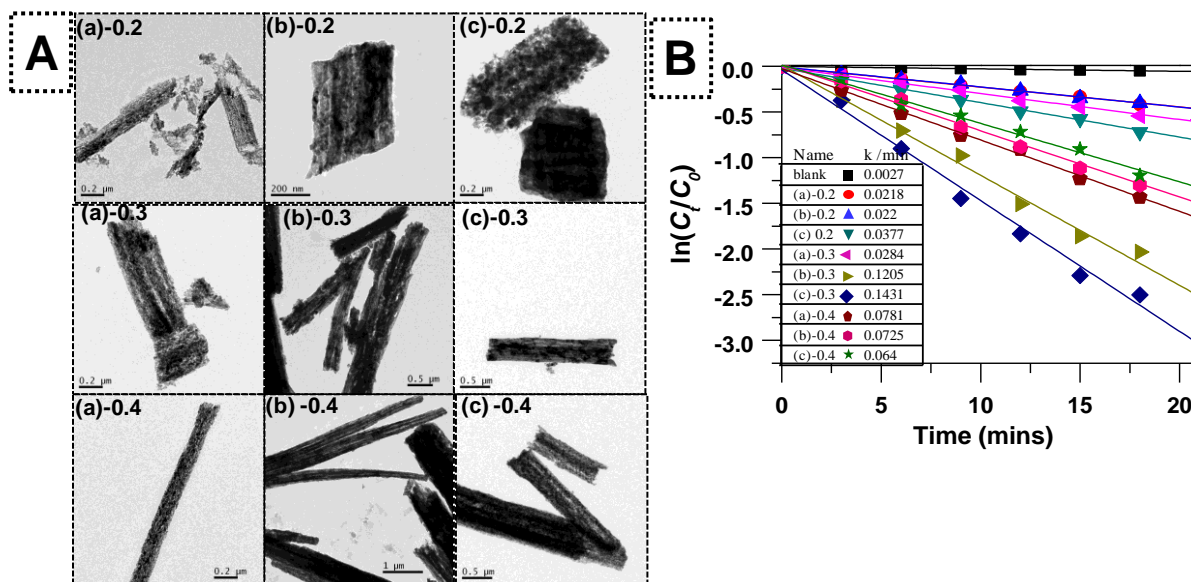 A
(a)-0.2
0.2 µm
(b)-0.2
200 nm
(c)-0.2
0.2 µm
(a)-0.3
0.2 µm
(b)-0.3
0.5 µm
(c)-0.3
0.5 µm
(a)-0.4
0.2 µm
(b)-0.4
1 µm
(c)-0.4
0.5 µm
B
ln(Ct/C0)
0.0
-0.5
-1.0
-1.5
-2.0
-2.5
-3.0
Name k /min
blank 0.0027
(a)-0.2 0.0218
(b)-0.2 0.022
(c) 0.2 0.0377
(a)-0.3 0.0284
(b)-0.3 0.1205
(c)-0.3 0.1431
(a)-0.4 0.0781
(b)-0.4 0.0725
(c)-0.4 0.064
0 5 10 15 20
Time (mins)